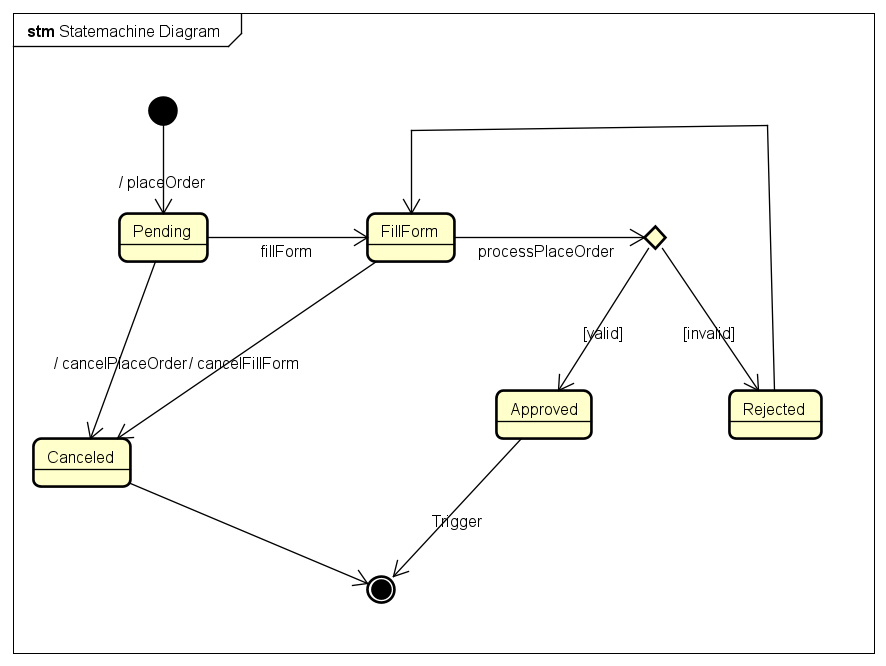 stm Statemachine Diagram
/ placeOrder
Pending
FillForm
fillForm
processPlaceOrder
[valid]
[invalid]
/ cancelPlaceOrder
/ cancelFillForm
Approved
Rejected
Canceled
Trigger